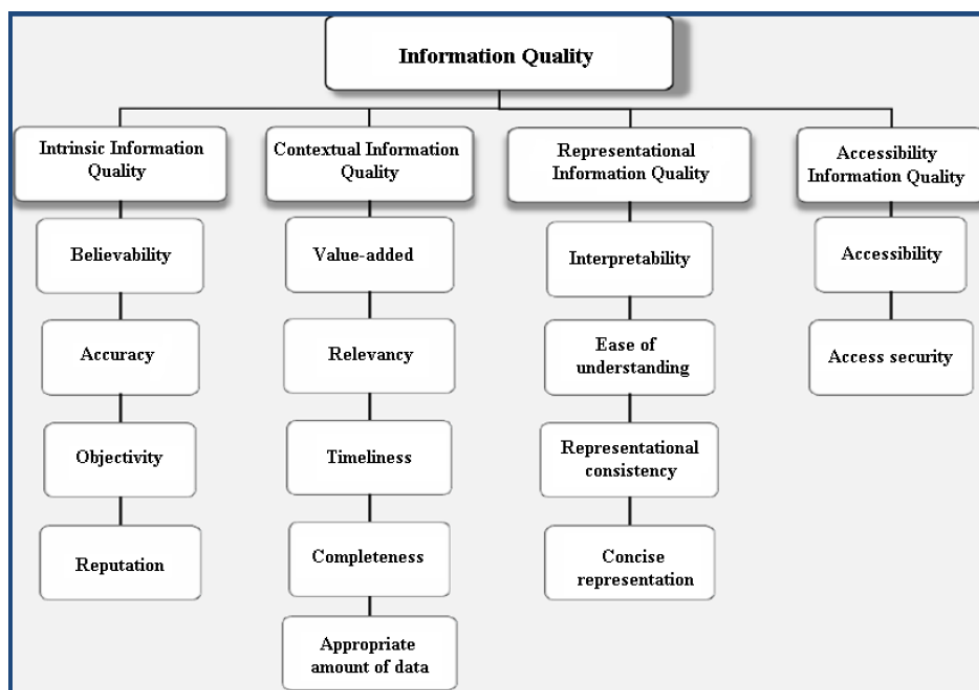 Information Quality
Intrinsic Information
Quality
Believability
Accuracy
Objectivity
Reputation
Contextual Information
Quality
Value-added
Relevancy
Timeliness
Completeness
Appropriate
amount of data
Representational
Information Quality
Interpretability
Ease of
understanding
Representational
consistency
Concise
representation
Accessibility
Information Quality
Accessibility
Access security